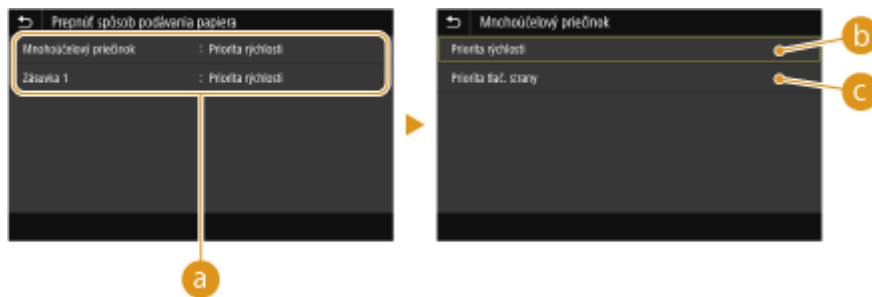 Prepnúť spôsob podávania papiera
Mnohoúčelový priečinok : Priorita rýchlosti
Zásuvka 1 : Priorita rýchlosti
a
Mnohoúčelový priečinok
Priorita rýchlosti
b
Priorita tlač. strany
c